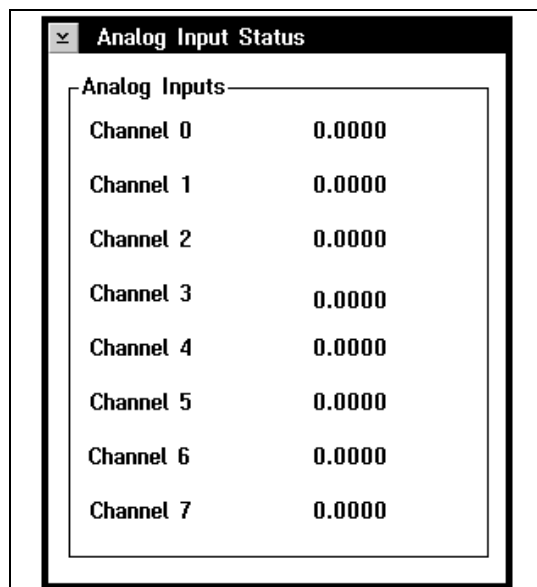 Analog Input Status
Analog Inputs
Channel 0 0.0000
Channel 1 0.0000
Channel 2 0.0000
Channel 3 0.0000
Channel 4 0.0000
Channel 5 0.0000
Channel 6 0.0000
Channel 7 0.0000